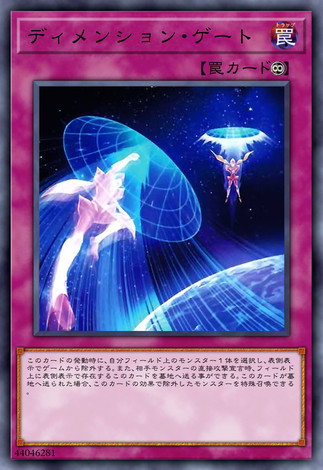 ディメンション・ゲート
トラップ
罠
【罠カード】
このカードの発動時に、自分フィールド上のモンスター１体を選択し、表側表
示でゲームから除外する。また、相手モンスターの直接攻撃宣言時、フィールド
上に表側表示で存在するこのカードを墓地へ送る事ができる。このカードが墓
地へ送られた場合、このカードの効果で除外したモンスターを特殊召喚できる
。
44046281